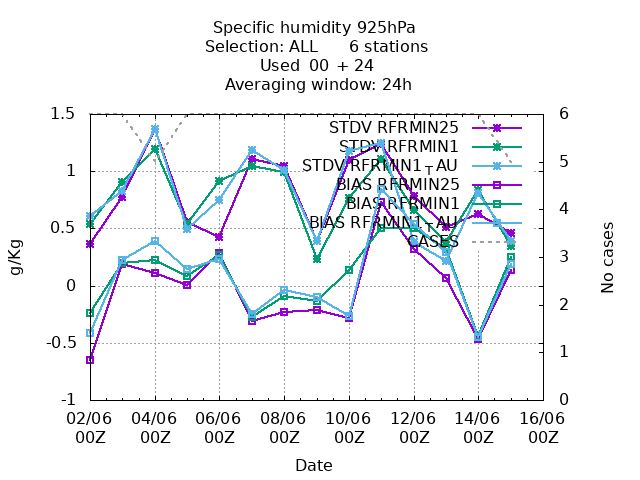 Specific humidity 925hPa
Selection: ALL 6 stations
Used 00 + 24
Averaging window: 24h
1.5
1
0.5
0
-0.5
-1
g/Kg
6
5
4
3
2
1
0
No cases
STDV RFRMIN25
STDV RFRMIN1
STDV RFRMIN1_TAU
BIAS RFRMIN25
BIAS RFRMIN1
BIAS RFRMIN1_TAU
CASES
02/06 04/06 06/06 08/06 10/06 12/06 14/06 16/06
00Z 00Z 00Z 00Z 00Z 00Z 00Z 00Z
Date